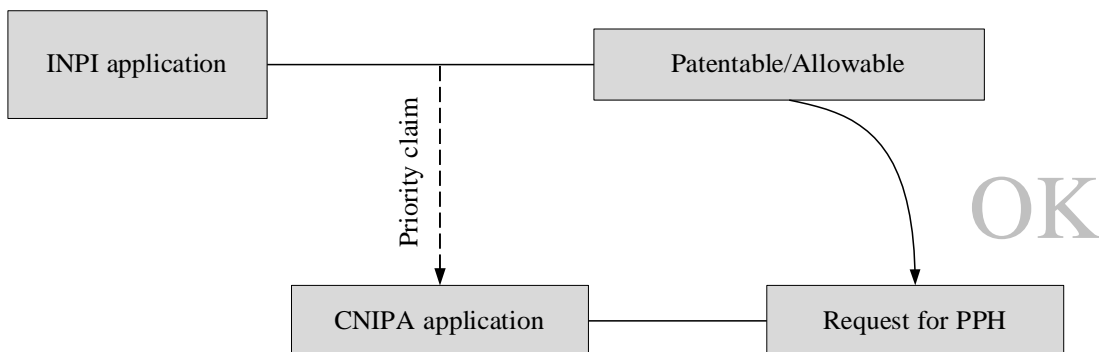 INPI application
Patentable/Allowable
Priority claim
OK
CNIPA application
Request for PPH